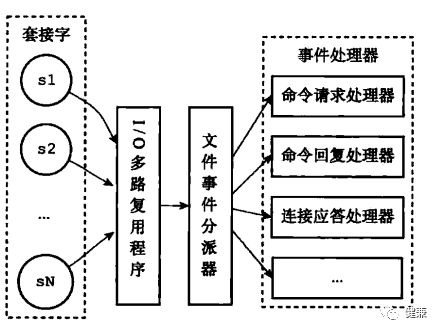 套接字
s1
s2
...
sN
I/O多路复用程序
文件事件分派器
事件处理器
命令请求处理器
命令回复处理器
连接应答处理器
...
健豪